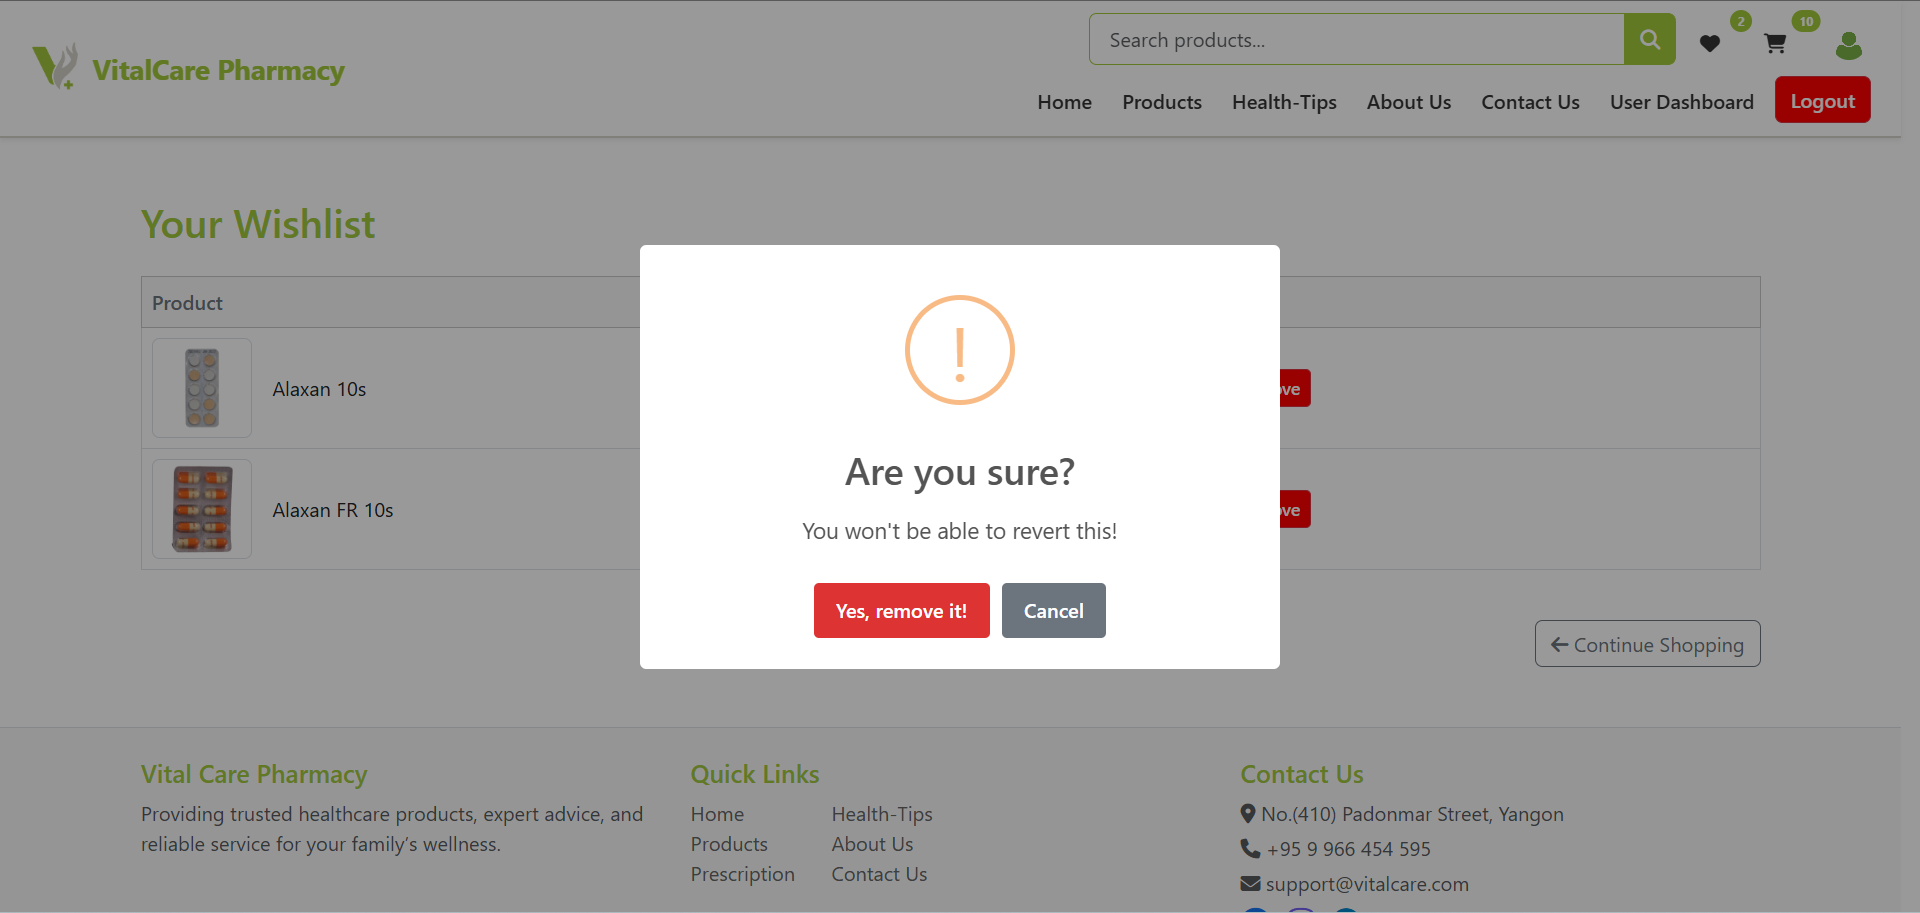 Search products...
2
10
VitalCare Pharmacy
Home Products Health-Tips About Us Contact Us User Dashboard Logout
Your Wishlist
Product
Alaxan 10s
Alaxan FR 10s
!
Are you sure?
You won't be able to revert this!
Yes, remove it! Cancel
Continue Shopping
Vital Care Pharmacy
Providing trusted healthcare products, expert advice, and
reliable service for your family’s wellness.
Quick Links
Home Health-Tips
Products About Us
Prescription Contact Us
Contact Us
No.(410) Padonmar Street, Yangon
+95 9 966 454 595
support@vitalcare.com